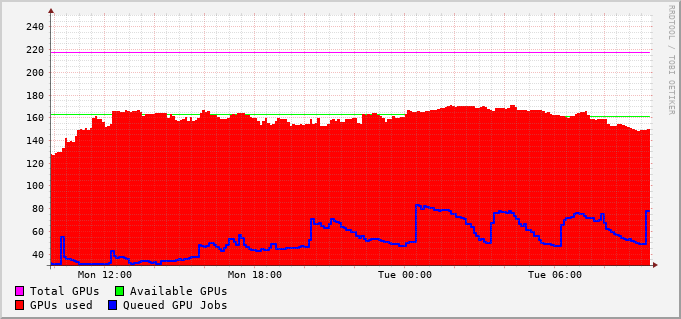 RRDTOOL / TOBI OETIKER
240
220
200
180
160
140
120
100
80
60
40
Mon 12:00 Mon 18:00 Tue 00:00 Tue 06:00
Total GPUs Available GPUs
GPUs used Queued GPU Jobs